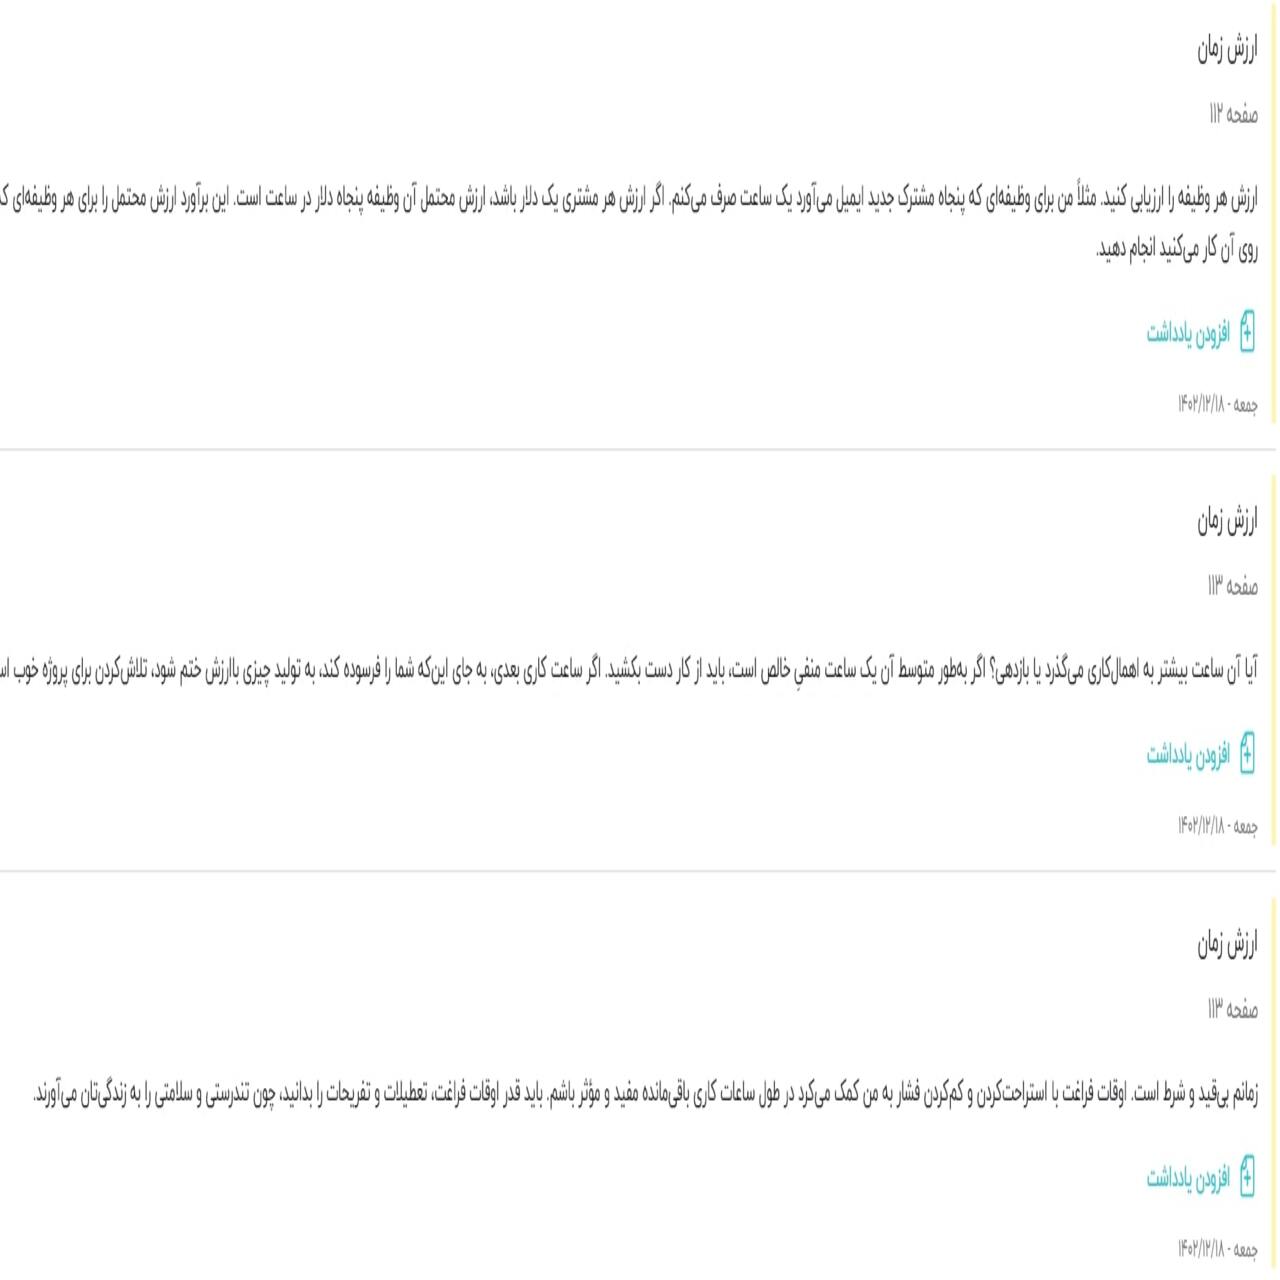 ارزش زمان
صفحه ۱۱۲
ارزش هر وظیفه را ارزیابی کنید. مثلاً من برای وظیفه‌ای که پنجاه مشترک جدید ایمیل می‌آورد یک ساعت صرف می‌کنم. اگر ارزش هر مشتری یک دلار باشد، ارزش محتمل آن وظیفه پنجاه دلار در ساعت است. این برآورد ارزش محتمل را برای هر وظیفه‌ای
روی آن کار می‌کنید انجام دهید.
افزودن یادداشت
جمعه - ۱۴۰۲/۱۲/۱۸
ارزش زمان
صفحه ۱۱۳
آیا آن ساعت بیشتر به اهمال‌کاری می‌گذرد یا بازدهی؟ اگر به‌طور متوسط آن یک ساعت منفیِ خالص است، باید از کار دست بکشید. اگر ساعت کاری بعدی، به جای این‌که شما را فرسوده کند، به تولید چیزی باارزش ختم شود، تلاش‌کردن برای پروژه خوب
افزودن یادداشت
جمعه - ۱۴۰۲/۱۲/۱۸
ارزش زمان
صفحه ۱۱۳
زمانم بی‌قید و شرط است. اوقات فراغت با استراحت‌کردن و کم‌کردن فشار به من کمک می‌کرد در طول ساعات کاری باقی‌مانده مفید و مؤثر باشم. باید قدر اوقات فراغت، تعطیلات و تفریحات را بدانید، چون تندرستی و سلامتی را به زندگی‌تان می‌آورند.
افزودن یادداشت
جمعه - ۱۴۰۲/۱۲/۱۸